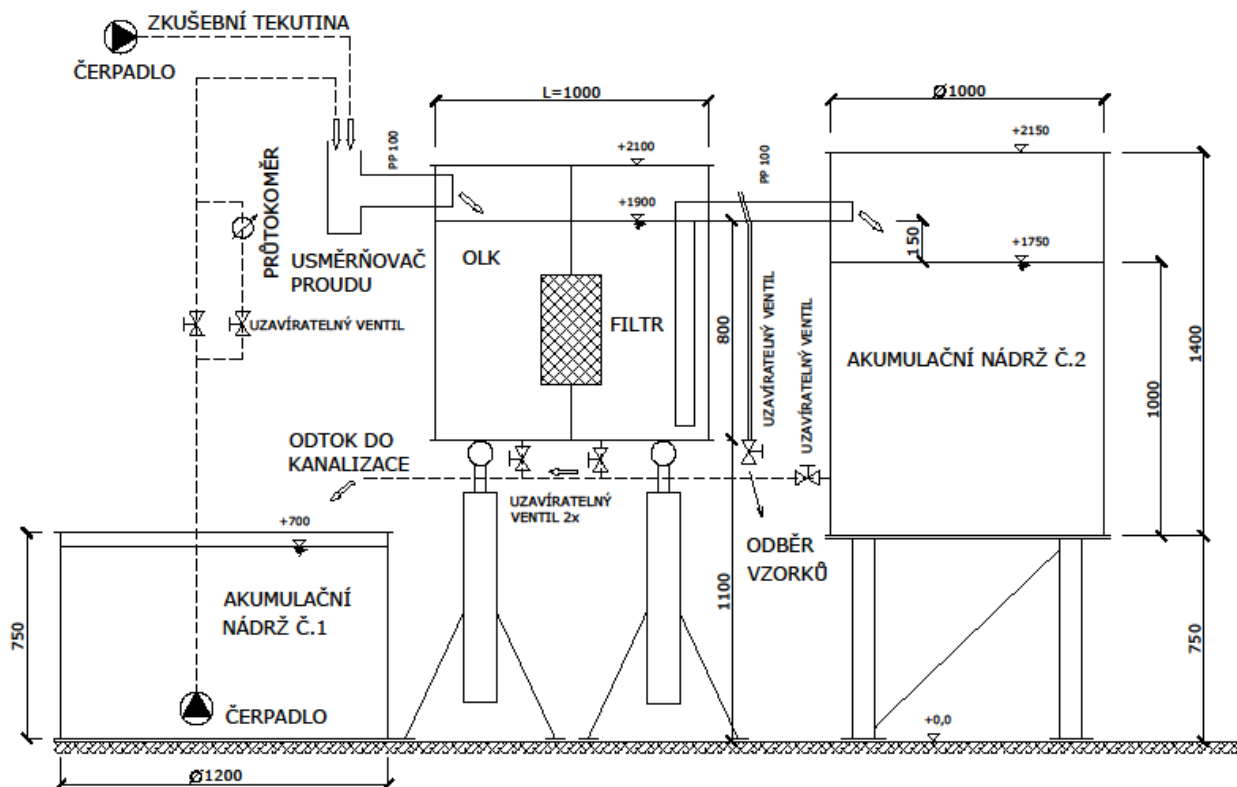 ZKUŠEBNÍ TEKUTINA
ČERPADLO
L=1000
Ø1000
PP 100
+2100
PP 100
+2150
PRŮTOKOMĚR
+1900
USMĚRŇOVAČ
PROUDU
OLK
150
+1750
UZAVÍRATELNÝ VENTIL
FILTR
800
UZAVÍRATELNÝ VENTIL
UZAVÍRATELNÝ VENTIL
AKUMULAČNÍ NÁDRŽ Č.2
1400
1000
ODTOK DO
KANALIZACE
UZAVÍRATELNÝ
VENTIL 2x
+700
ODBĚR
VZORKŮ
AKUMULAČNÍ
NÁDRŽ Č.1
750
1100
750
ČERPADLO
+0,0
Ø1200